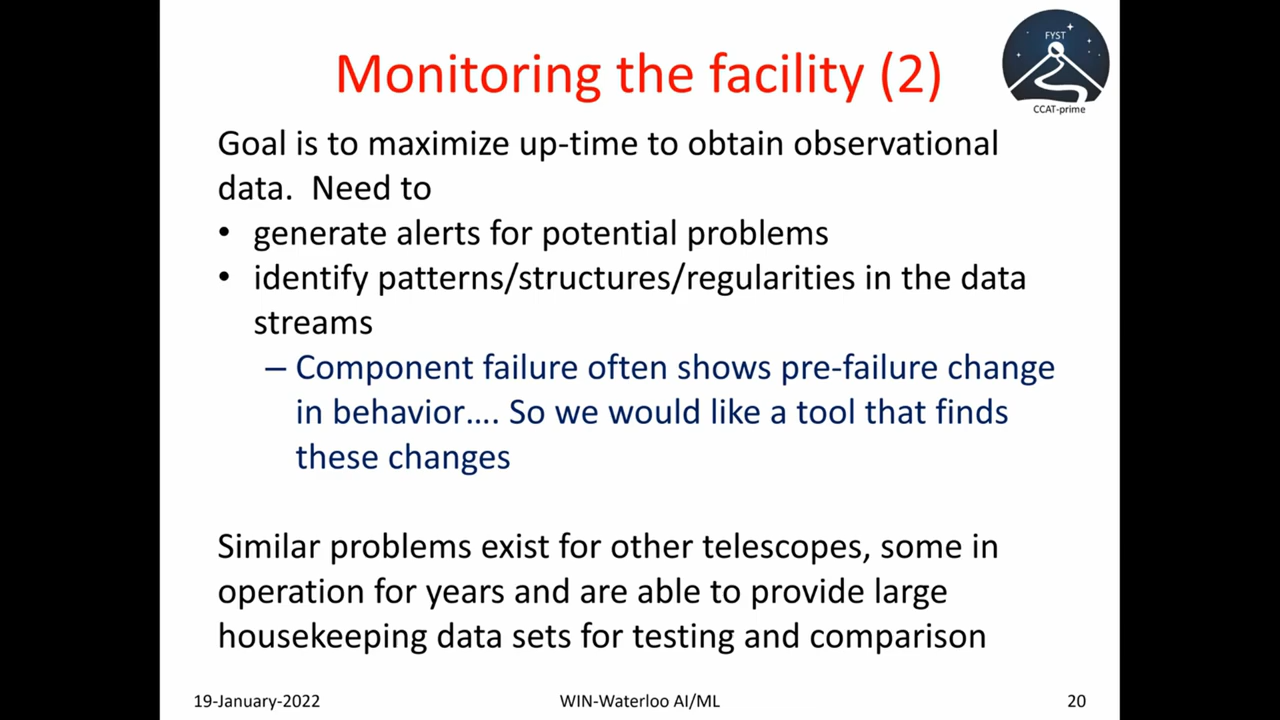 Monitoring the facility (2)
FYST
CCAT-prime
Goal is to maximize up-time to obtain observational
data.  Need to
• generate alerts for potential problems
• identify patterns/structures/regularities in the data
streams
– Component failure often shows pre-failure change
in behavior.... So we would like a tool that finds
these changes
Similar problems exist for other telescopes, some in
operation for years and are able to provide large
housekeeping data sets for testing and comparison
19-January-2022
WIN-Waterloo AI/ML
20